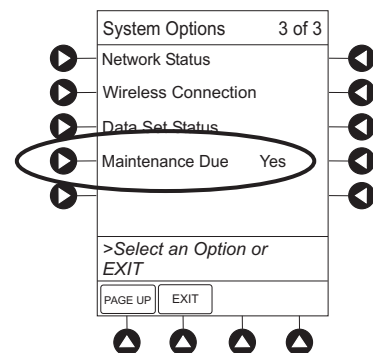 System Options 3 of 3
Network Status
Wireless Connection
Data Set Status
Maintenance Due Yes
>Select an Option or
EXIT
PAGE UP EXIT